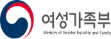 여성가족부
Ministry of Gender Equality and Family